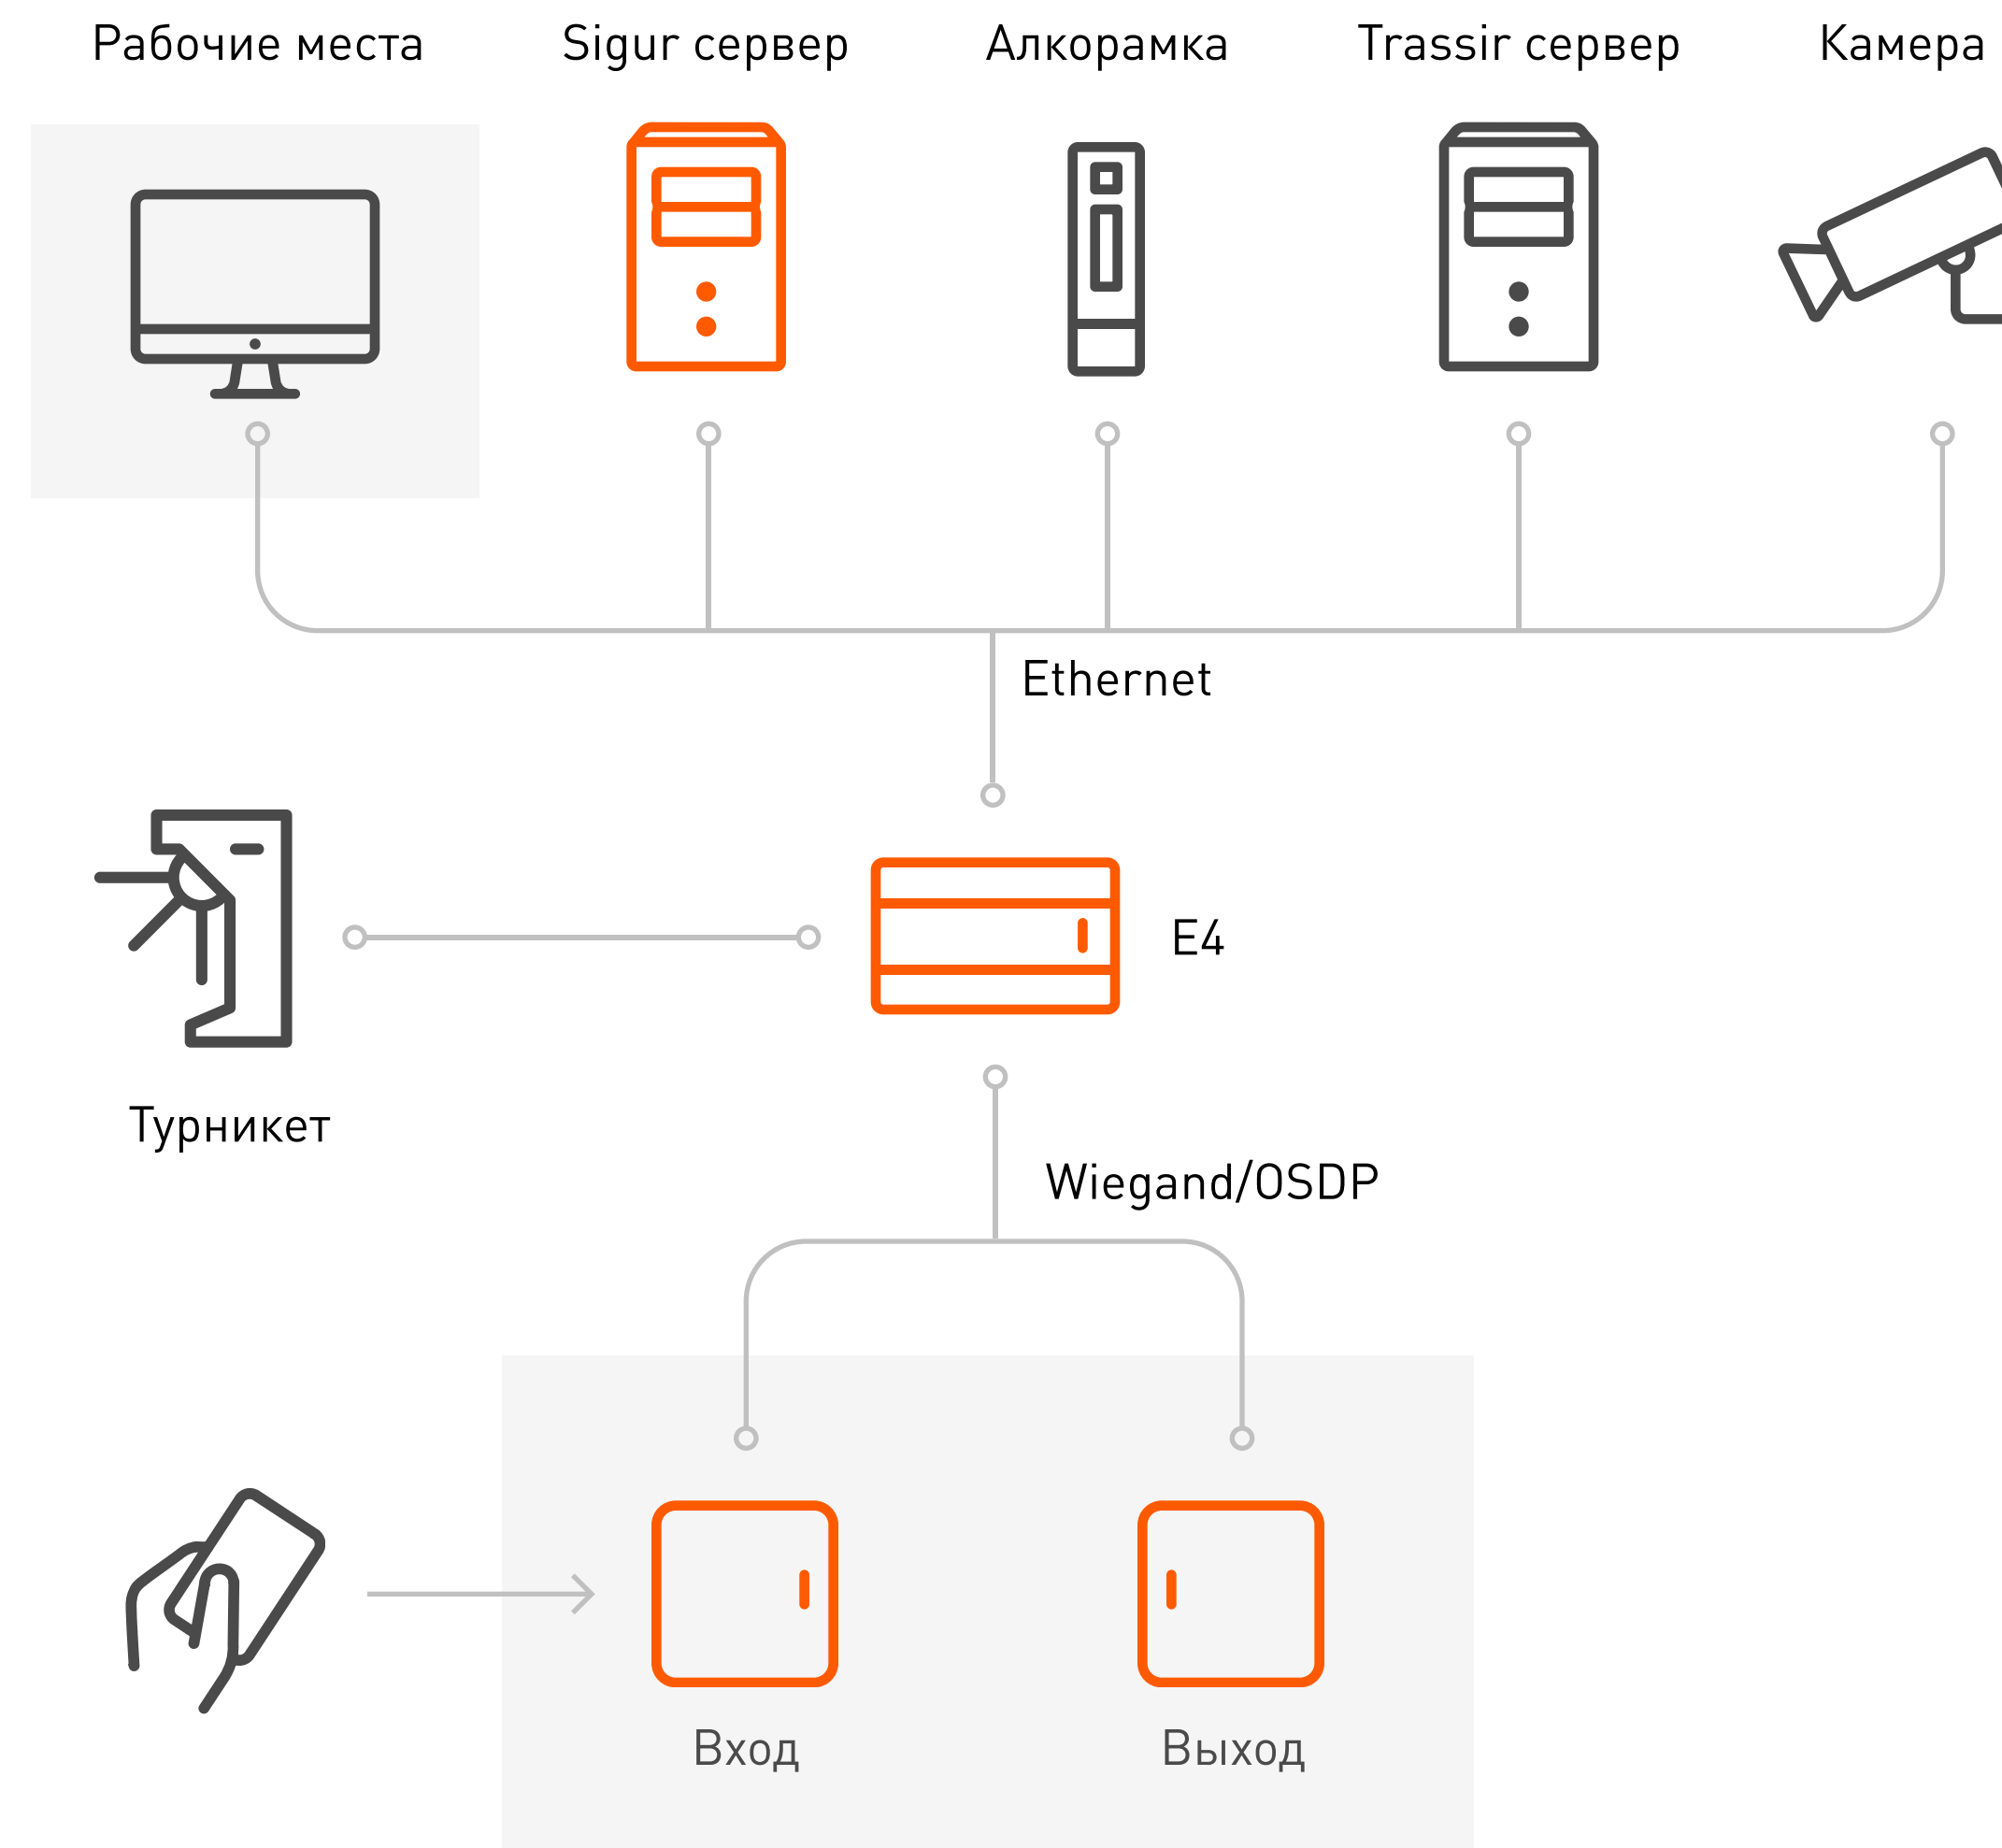 Рабочие места
Sigur сервер
Алкорамка
Trassir сервер
Камера
Ethernet
E4
Турникет
Wiegand/OSDP
Вход
Выход